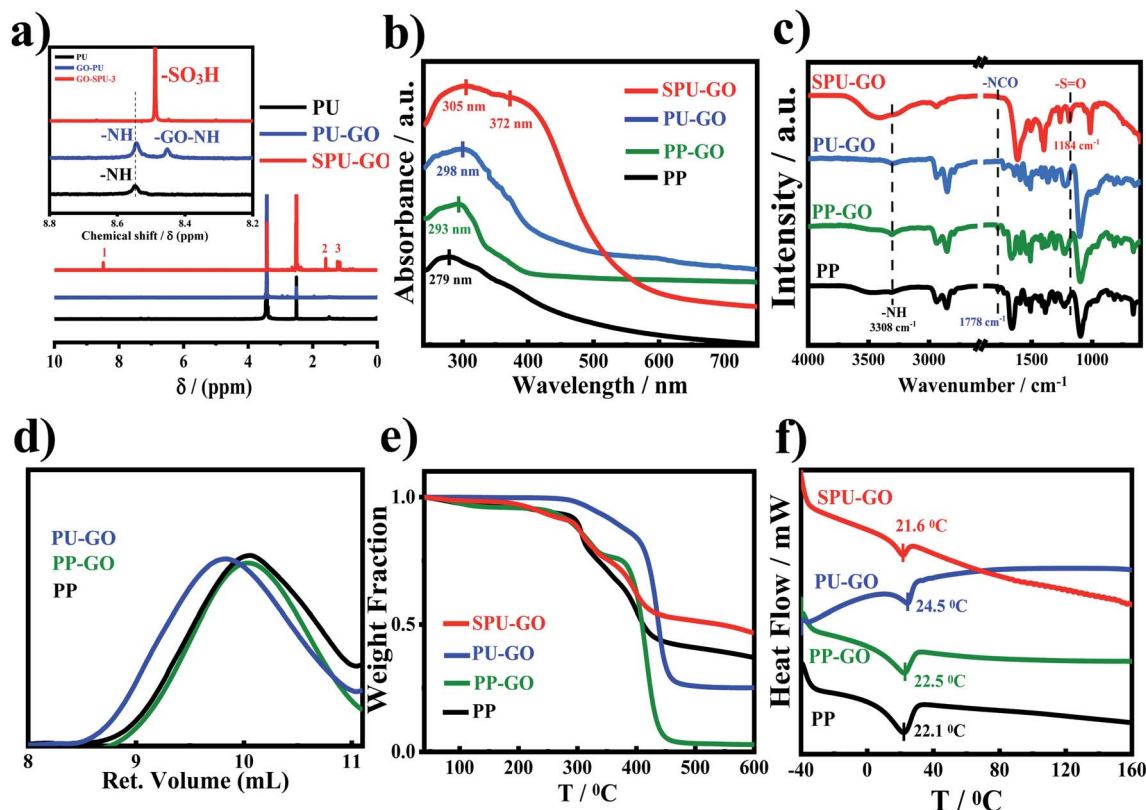 a)
PU
GO-PU
GO-SPU-3
-SO3H
-NH
-GO-NH
-NH
8.8 8.6 8.4 8.2
Chemical shift / δ (ppm)
PU
PU-GO
SPU-GO
1
2
3
10 8 6 4 2 0
δ / (ppm)
b)
Absorbance / a.u.
305 nm
372 nm
298 nm
293 nm
279 nm
SPU-GO
PU-GO
PP-GO
PP
300 400 500 600 700
Wavelength / nm
c)
Intensity / a.u.
-NCO
-S=O
SPU-GO
1184 cm-1
PU-GO
PP-GO
PP
-NH
3308 cm-1
1778 cm-1
4000 3000 1500 1000
Wavenumber / cm-1
d)
PU-GO
PP-GO
PP
8 9 10 11
Ret. Volume (mL)
e)
Weight Fraction
1.0
0.5
0.0
SPU-GO
PU-GO
PP-GO
PP
100 200 300 400 500 600
T / 0C
f)
Heat Flow / mW
SPU-GO
21.6 0C
PU-GO
24.5 0C
PP-GO
22.5 0C
PP
22.1 0C
-40 0 40 80 120 160
T / 0C